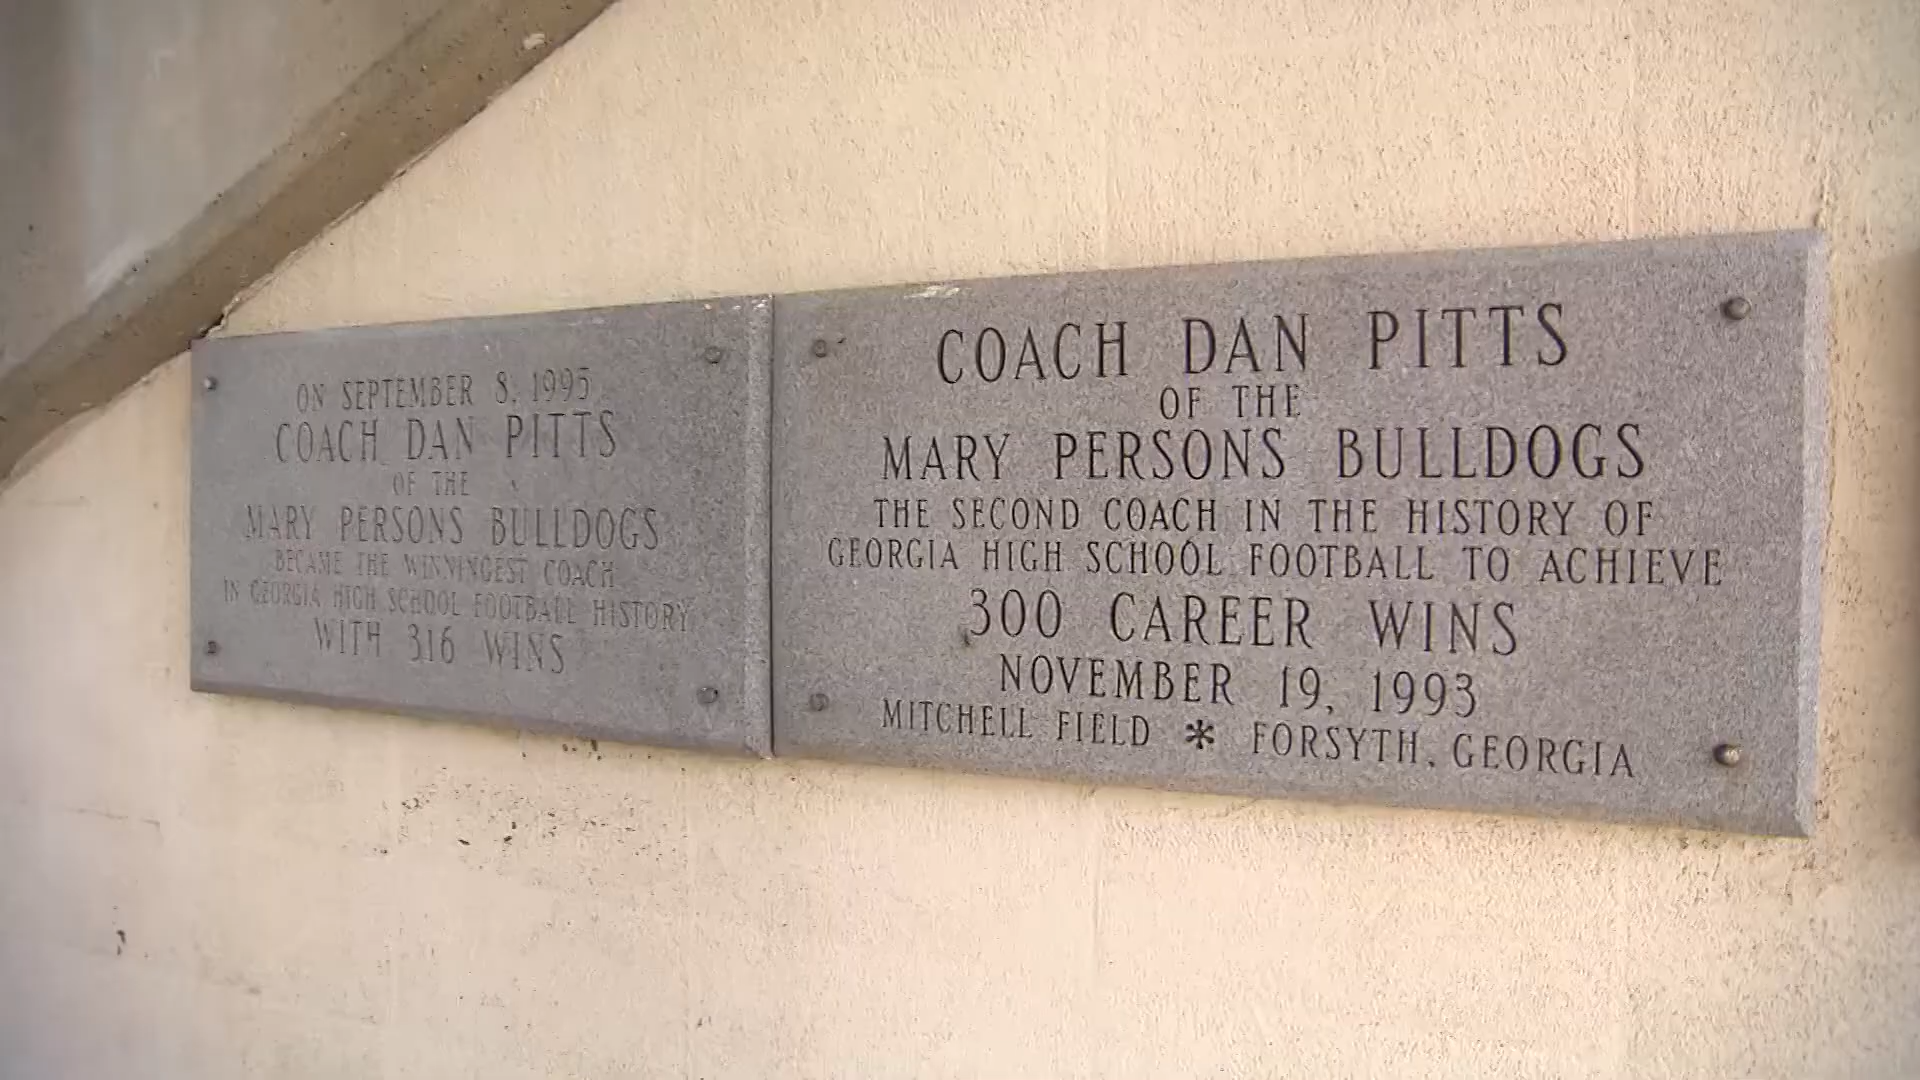 ON SEPTEMBER 8, 1995
COACH DAN PITTS
OF THE
MARY PERSONS BULLDOGS
BECAME THE WINNINGEST COACH
IN GEORGIA HIGH SCHOOL FOOTBALL HISTORY
WITH 316 WINS
COACH DAN PITTS
OF THE
MARY PERSONS BULLDOGS
THE SECOND COACH IN THE HISTORY OF
GEORGIA HIGH SCHOOL FOOTBALL TO ACHIEVE
300 CAREER WINS
NOVEMBER 19, 1993
MITCHELL FIELD * FORSYTH, GEORGIA